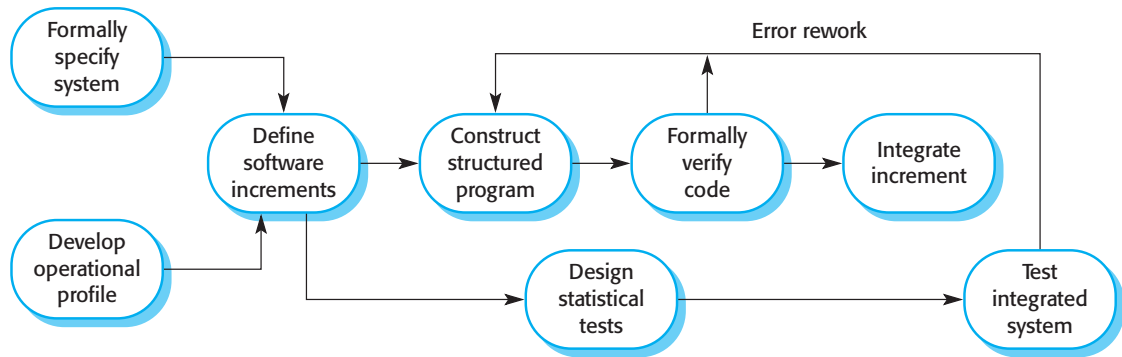 Formally
specify
system
Error rework
Define
software
increments
Construct
structured
program
Formally
verify
code
Integrate
increment
Develop
operational
profile
Design
statistical
tests
Test
integrated
system